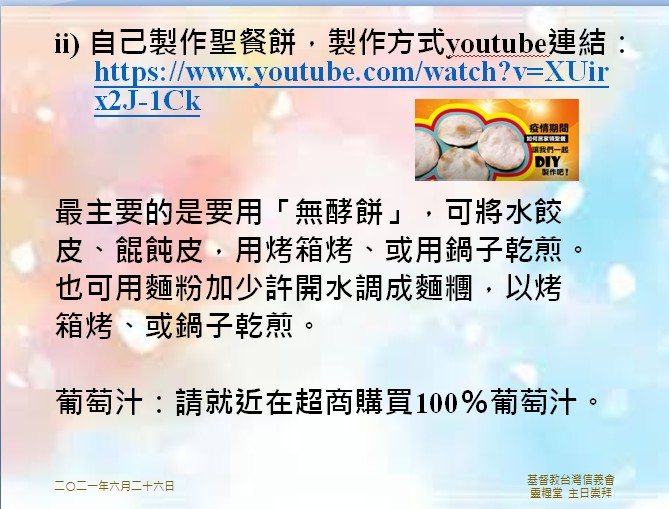 ii) 自己製作聖餐餅，製作方式youtube連結：
https://www.youtube.com/watch?v=XUir
x2J-1Ck
疫情期間
如何居家領聖餐
讓我們一起
DIY
製作吧！
最主要的是要用「無酵餅」，可將水餃
皮、餛飩皮，用烤箱烤、或用鍋子乾煎。
也可用麵粉加少許開水調成麵糰，以烤
箱烤、或鍋子乾煎。
葡萄汁：請就近在超商購買100％葡萄汁。
二〇二一年六月二十六日
基督教台灣信義會
靈糧堂 主日崇拜